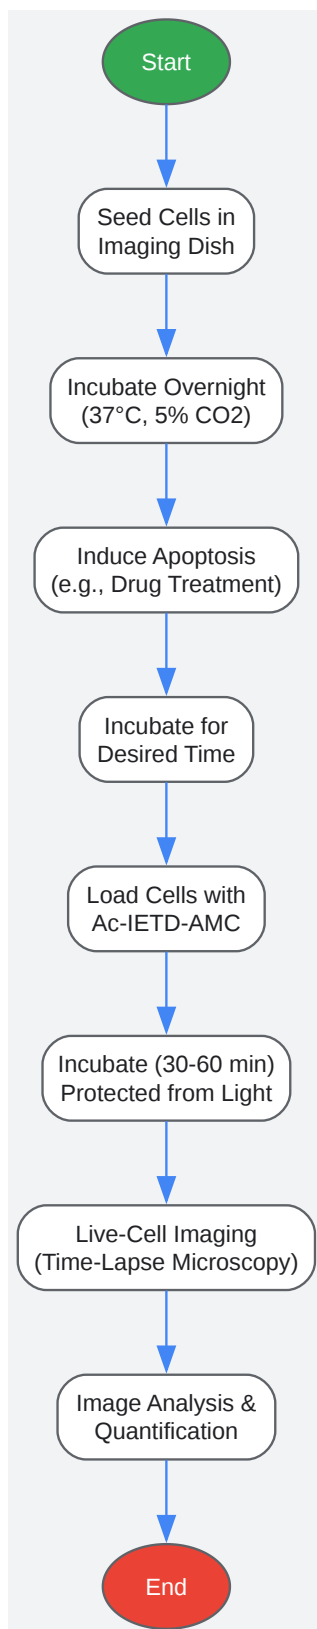 Start
Seed Cells in
Imaging Dish
Incubate Overnight
(37°C, 5% CO2)
Induce Apoptosis
(e.g., Drug Treatment)
Incubate for
Desired Time
Load Cells with
Ac-IETD-AMC
Incubate (30-60 min)
Protected from Light
Live-Cell Imaging
(Time-Lapse Microscopy)
Image Analysis &
Quantification
End